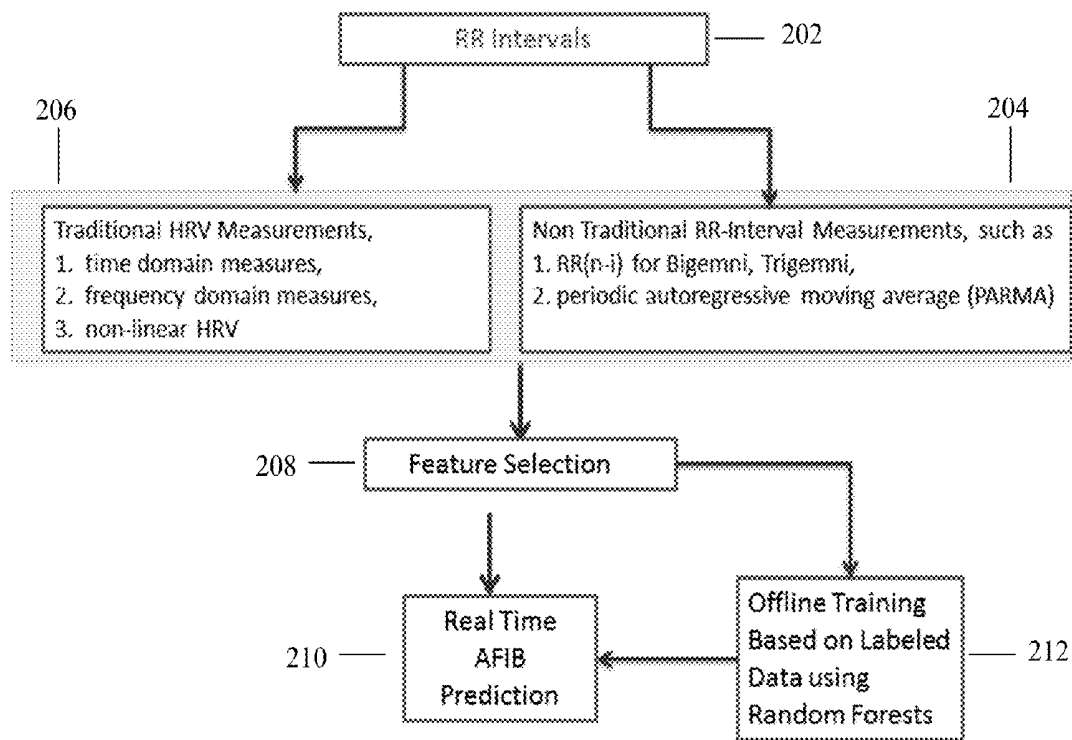 RR Intervals
202
206
204
Traditional HRV Measurements,
1. time domain measures,
2. frequency domain measures,
3. non-linear HRV
Non Traditional RR-Interval Measurements, such as
1. RR(n-i) for Bigemni, Trigemni,
2. periodic autoregressive moving average (PARMA)
208
Feature Selection
210
Real Time
AFIB
Prediction
Offline Training
Based on Labeled
Data using
Random Forests
212